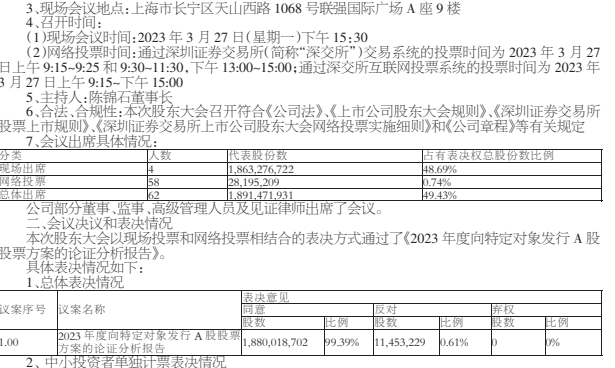 3、现场会议地点：上海市长宁区天山西路 1068 号联强国际广场 A 座 9 楼
4、召开时间：
（1）现场会议时间：2023 年 3 月 27 日（星期一）下午 15:30
（2）网络投票时间：通过深圳证券交易所（简称“深交所”）交易系统的投票时间为 2023 年 3 月 27
日上午 9:15~9:25 和 9:30~11:30，下午 13:00~15:00；通过深交所互联网投票系统的投票时间为 2023 年
3 月 27 日上午 9:15~下午 15:00
5、主持人：陈锦石董事长
6、合法、合规性：本次股东大会召开符合《公司法》、《上市公司股东大会规则》、《深圳证券交易所
股票上市规则》、《深圳证券交易所上市公司股东大会网络投票实施细则》和《公司章程》等有关规定
7、会议出席具体情况：
分类 人数 代表股份数 占有表决权总股份数比例
现场出席 4 1,863,276,722 48.69%
网络投票 58 28,195,209 0.74%
总体出席 62 1,891,471,931 49.43%
公司部分董事、监事、高级管理人员及见证律师出席了会议。
二、会议决议和表决情况
本次股东大会以现场投票和网络投票相结合的表决方式通过了《2023 年度向特定对象发行 A 股
股票方案的论证分析报告》。
具体表决情况如下：
1、总体表决情况
议案序号 议案名称 表决意见
同意 反对 弃权
股数 比例 股数 比例 股数 比例
1.00 2023 年度向特定对象发行 A 股股票方案的论证分析报告 1,880,018,702 99.39% 11,453,229 0.61% 0 0%
2、中小投资者单独计票表决情况